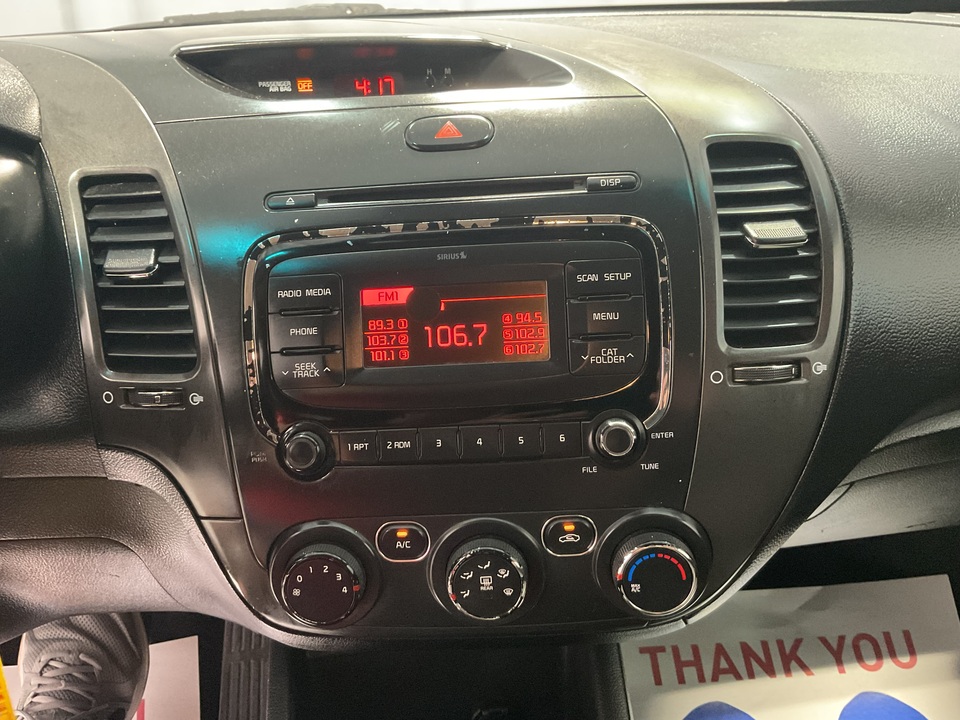 PASSENGER
AIR BAG OFF
4:17
H M
DISP
SIRIUS
RADIO MEDIA
PHONE
SEEK
TRACK
FM1
89.3 1
103.7 2
101.1 3
106.7
4 94.5
5 102.9
6 102.7
SCAN SETUP
MENU
CAT
FOLDER
1 RPT
2 RDM
3
4
5
6
PUSH
FILE
ENTER
TUNE
A/C
0 1 2 3 4
REAR
MAX
A/C
THANK YOU